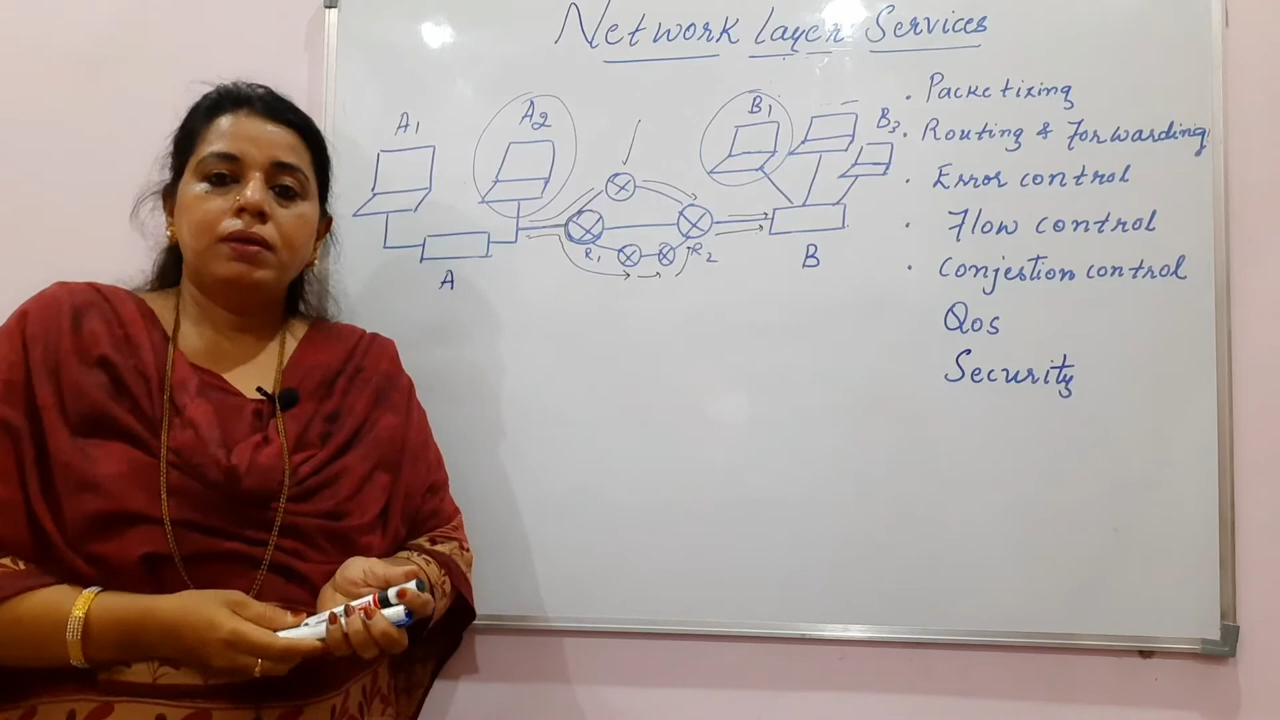 Network layer Services
A1
A2
B1
B3
R1
R2
A
B
. Packetizing
. Routing & Forwarding
. Error control
. Flow control
. Conjestion control
Qos
Security